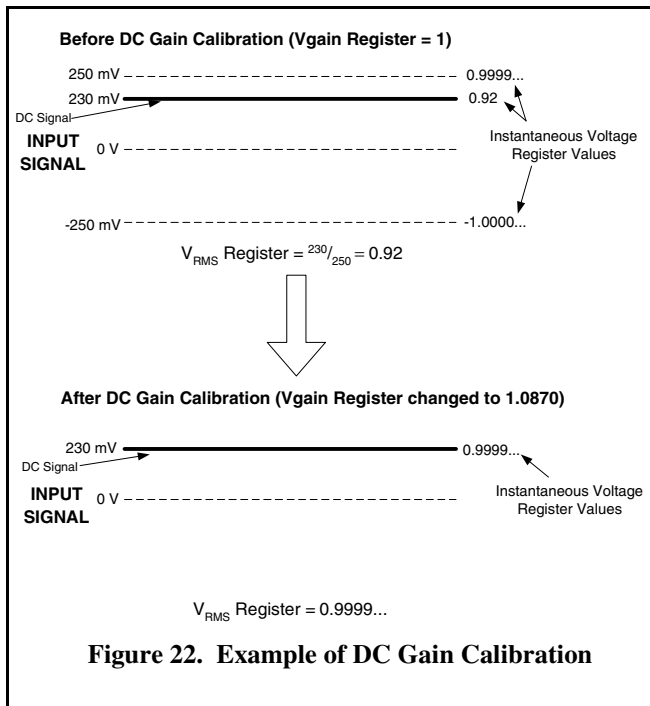 Before DC Gain Calibration (Vgain Register = 1)
250 mV
0.9999...
230 mV
0.92
DC Signal
INPUT
SIGNAL
0 V
Instantaneous Voltage
Register Values
-250 mV
-1.0000...
VRMS Register = 230/250 = 0.92
After DC Gain Calibration (Vgain Register changed to 1.0870)
230 mV
0.9999...
DC Signal
INPUT
SIGNAL
0 V
Instantaneous Voltage
Register Values
VRMS Register = 0.9999...
Figure 22. Example of DC Gain Calibration